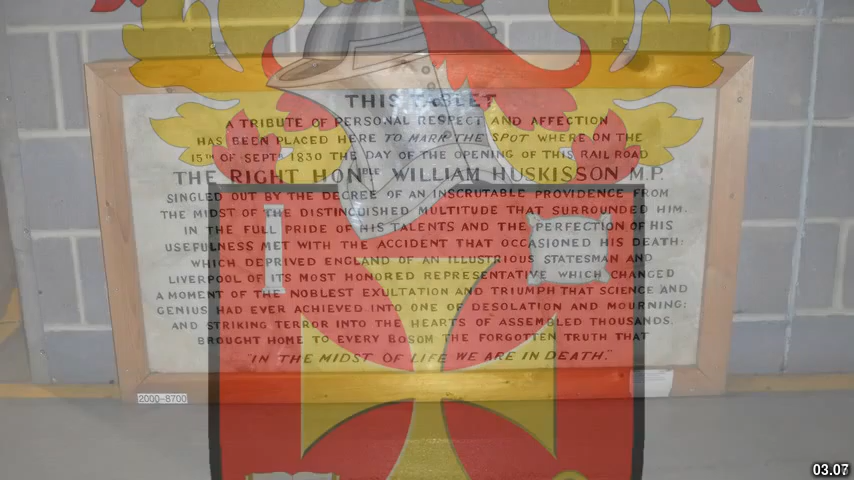 THIS TABLET
A TRIBUTE OF PERSONAL RESPECT AND AFFECTION
HAS BEEN PLACED HERE TO MARK THE SPOT WHERE ON THE
15TH OF SEPT. 1830 THE DAY OF THE OPENING OF THIS RAIL ROAD
THE RIGHT HONBLE WILLIAM HUSKISSON M.P.
SINGLED OUT BY THE DECREE OF AN INSCRUTABLE PROVIDENCE FROM
THE MIDST OF THE DISTINGUISHED MULTITUDE THAT SURROUNDED HIM.
IN THE FULL PRIDE OF HIS TALENTS AND THE PERFECTION OF HIS
USEFULNESS MET WITH THE ACCIDENT THAT OCCASIONED HIS DEATH:
WHICH DEPRIVED ENGLAND OF AN ILLUSTRIOUS STATESMAN AND
LIVERPOOL OF ITS MOST HONORED REPRESENTATIVE WHICH CHANGED
A MOMENT OF THE NOBLEST EXULTATION AND TRIUMPH THAT SCIENCE AND
GENIUS HAD EVER ACHIEVED INTO ONE OF DESOLATION AND MOURNING:
AND STRIKING TERROR INTO THE HEARTS OF ASSEMBLED THOUSANDS,
BROUGHT HOME TO EVERY BOSOM THE FORGOTTEN TRUTH THAT
"IN THE MIDST OF LIFE WE ARE IN DEATH."
2000-8700
03.07